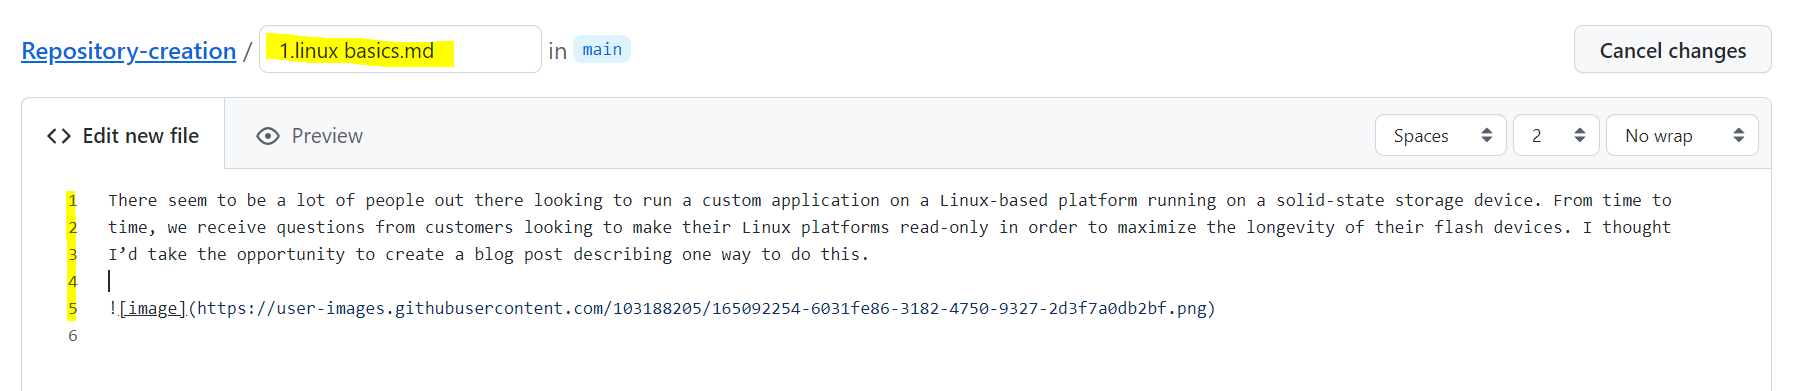 Repository-creation / 1.linux basics.md in main Cancel changes
<> Edit new file Preview Spaces 2 No wrap
1 There seem to be a lot of people out there looking to run a custom application on a Linux-based platform running on a solid-state storage device. From time to
2 time, we receive questions from customers looking to make their Linux platforms read-only in order to maximize the longevity of their flash devices. I thought
3 I’d take the opportunity to create a blog post describing one way to do this.
4
5 ![image](https://user-images.githubusercontent.com/103188205/165092254-6031fe86-3182-4750-9327-2d3f7a0db2bf.png)
6